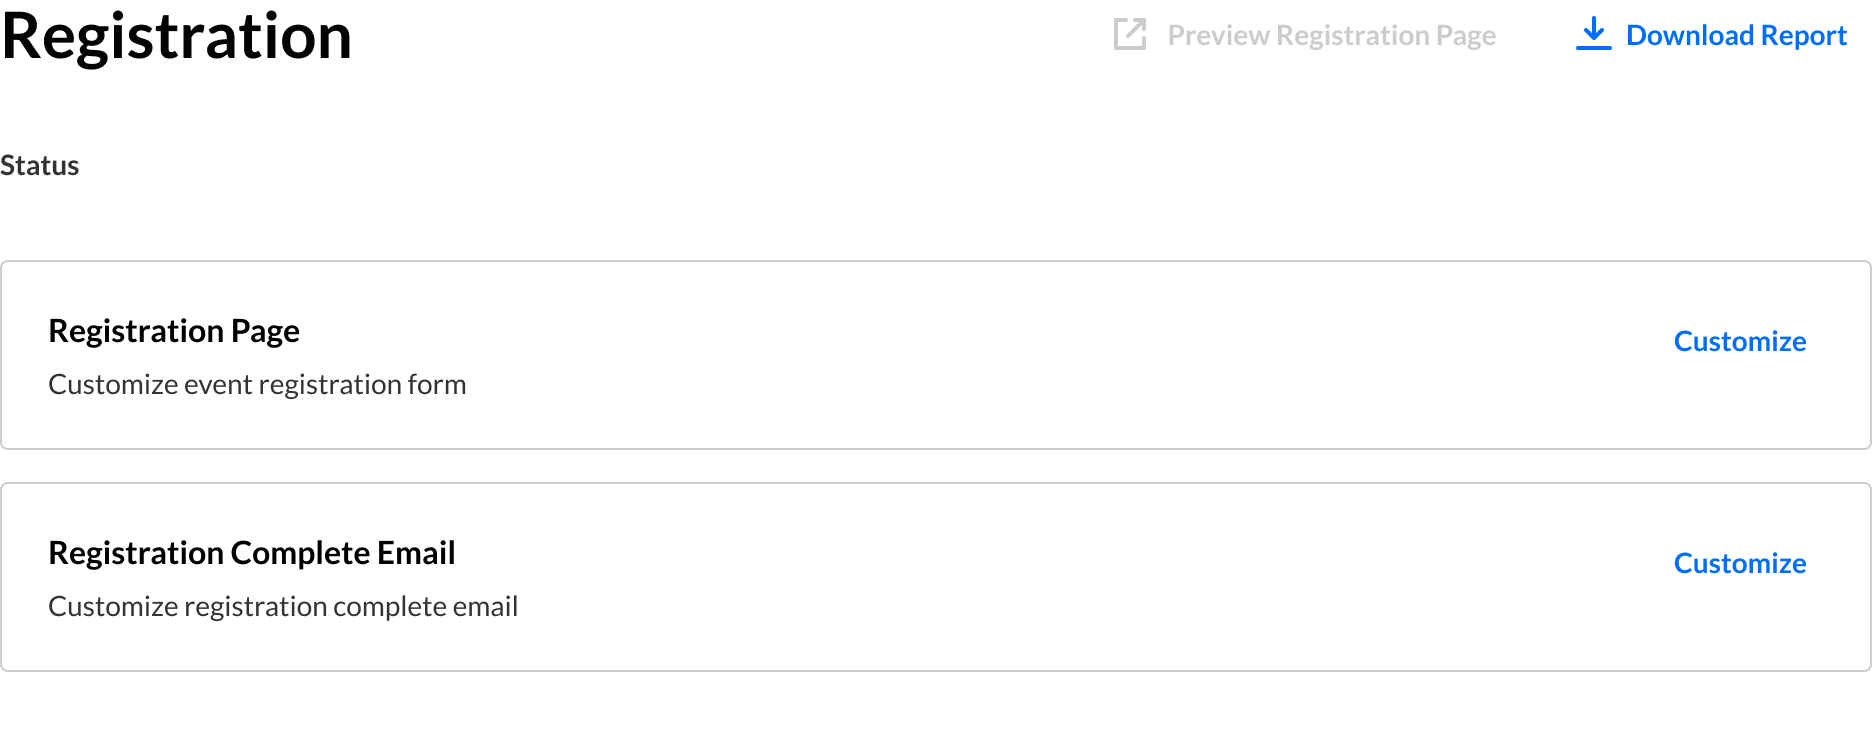 Registration
Preview Registration Page
Download Report
Status
Registration Page
Customize
Customize event registration form
Registration Complete Email
Customize
Customize registration complete email